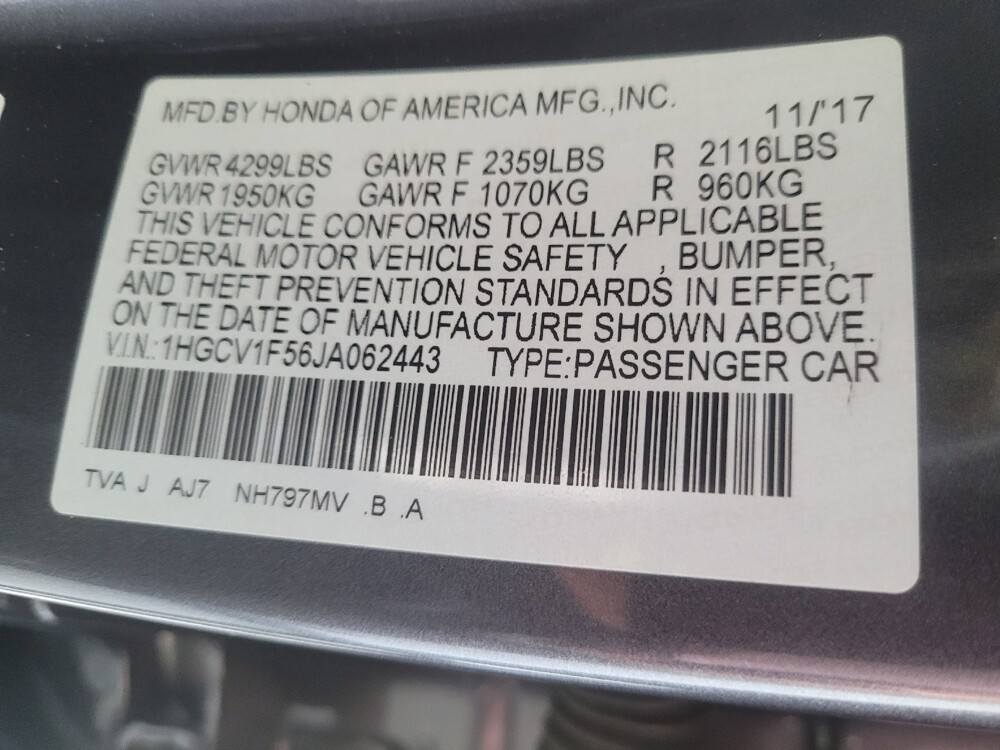 MFD.BY HONDA OF AMERICA MFG.,INC. 11/'17
GVWR 4299LBS GAWR F 2359LBS R 2116LBS
GVWR 1950KG GAWR F 1070KG R 960KG
THIS VEHICLE CONFORMS TO ALL APPLICABLE
FEDERAL MOTOR VEHICLE SAFETY , BUMPER,
AND THEFT PREVENTION STANDARDS IN EFFECT
ON THE DATE OF MANUFACTURE SHOWN ABOVE.
V.I.N.:1HGCV1F56JA062443 TYPE:PASSENGER CAR
TVA J AJ7 NH797MV .B .A